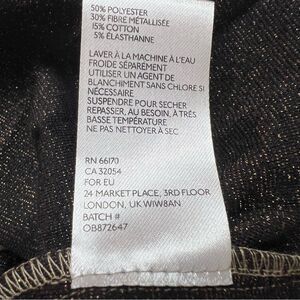 50% POLYESTER
30% FIBRE MÉTALLISÉE
15% COTTON
5% ÉLASTHANNE
LAVER À LA MACHINE À L'EAU
FROIDE SÉPARÉMENT
UTILISER UN AGENT DE
BLANCHIMENT SANS CHLORE SI
NÉCESSAIRE
SUSPENDRE POUR SECHER
REPASSER, AU BESOIN, À TRÈS
BASSE TEMPÉRATURE
NE PAS NETTOYER À SEC
RN 66170
CA 32054
FOR EU
24 MARKET PLACE, 3RD FLOOR
LONDON, UK W1W8AN
BATCH #
OB872647